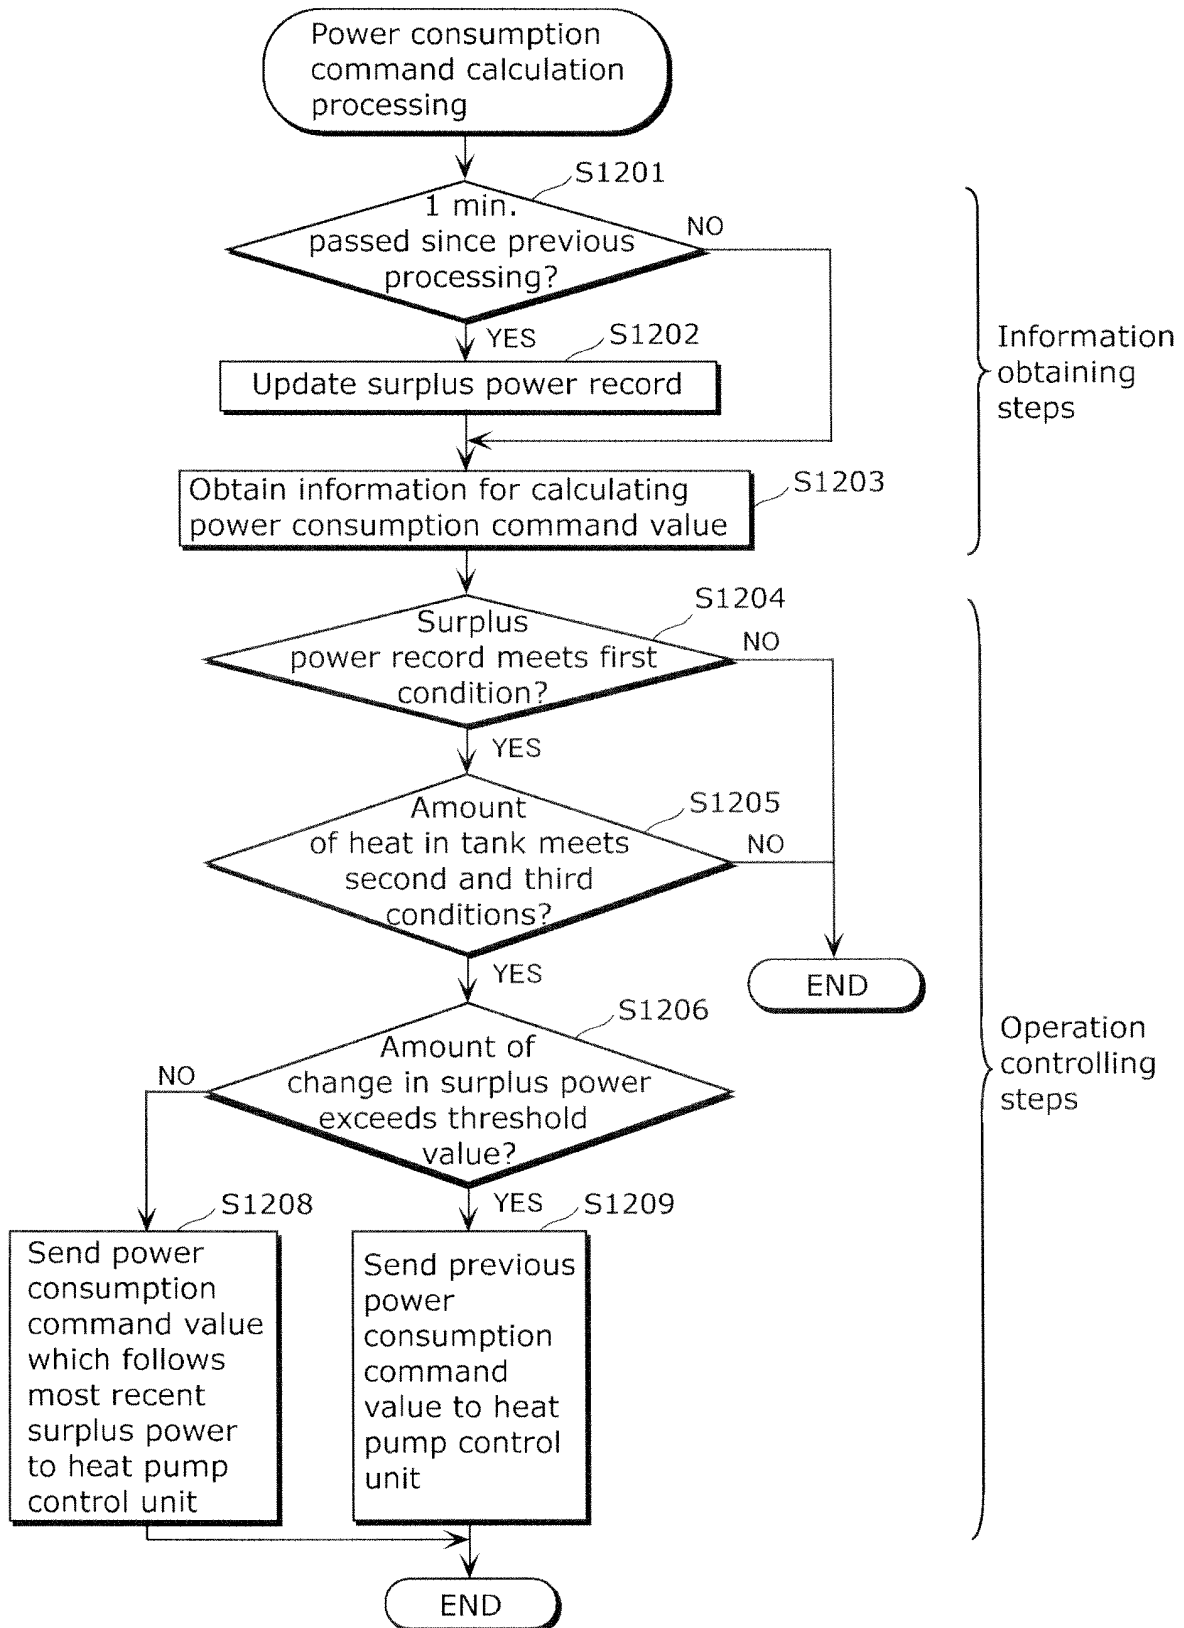 Power consumption
command calculation
processing
S1201
1 min.
passed since previous
processing?
NO
YES
S1202
Update surplus power record
Information
obtaining
steps
S1203
Obtain information for calculating
power consumption command value
S1204
Surplus
power record meets first
condition?
NO
YES
S1205
Amount
of heat in tank meets
second and third
conditions?
NO
YES
END
S1206
Amount of
change in surplus power
exceeds threshold
value?
NO
YES
Operation
controlling
steps
S1208
Send power
consumption
command value
which follows
most recent
surplus power
to heat pump
control unit
S1209
Send previous
power
consumption
command
value to heat
pump control
unit
END